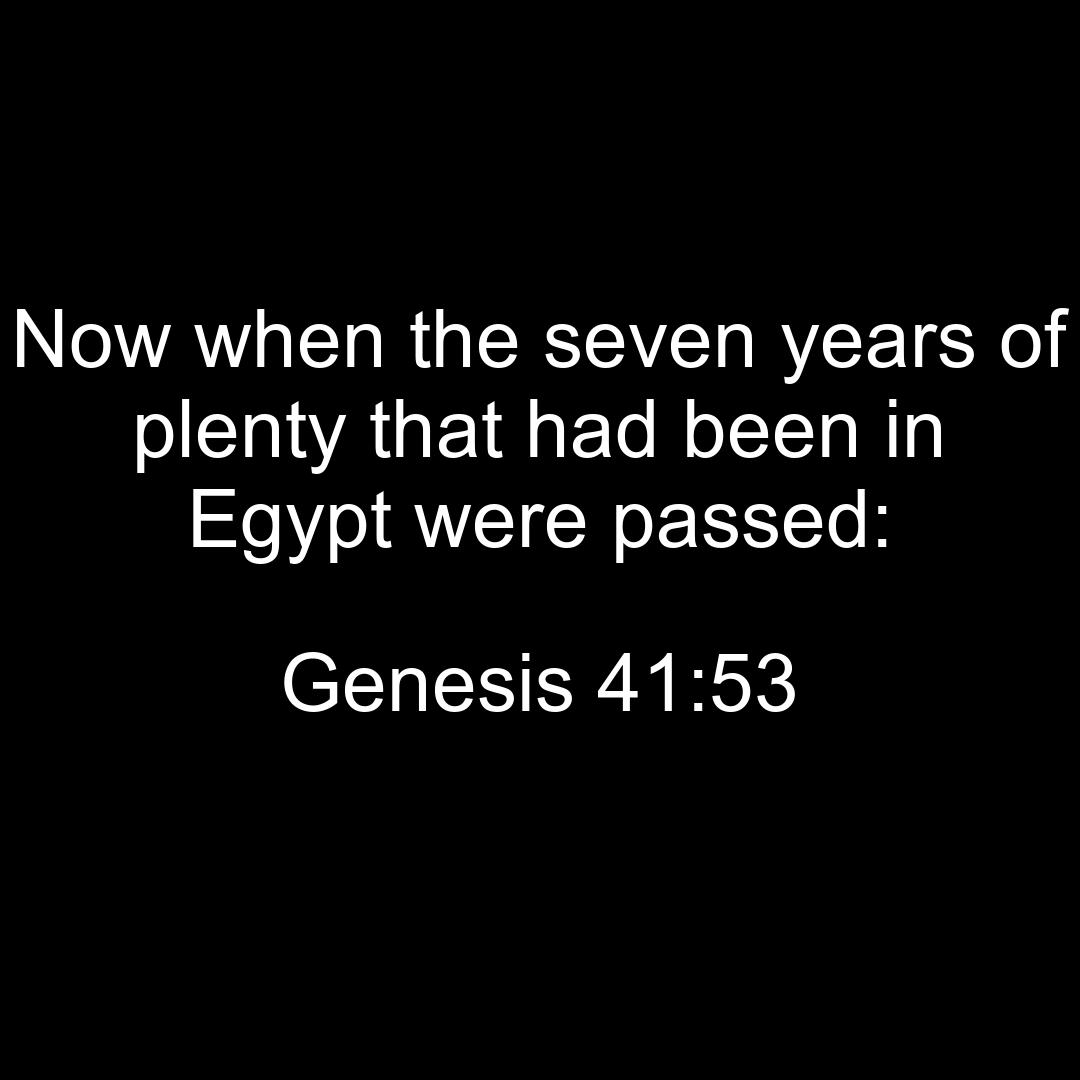 Now when the seven years of
plenty that had been in
Egypt were passed:
Genesis 41:53